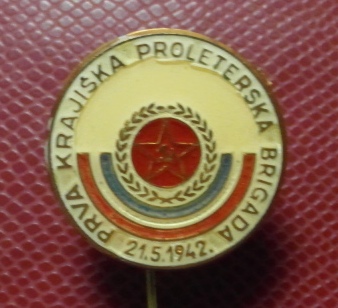 PRVA KRAJIŠKA PROLETERSKA BRIGADA
21.5.1942.